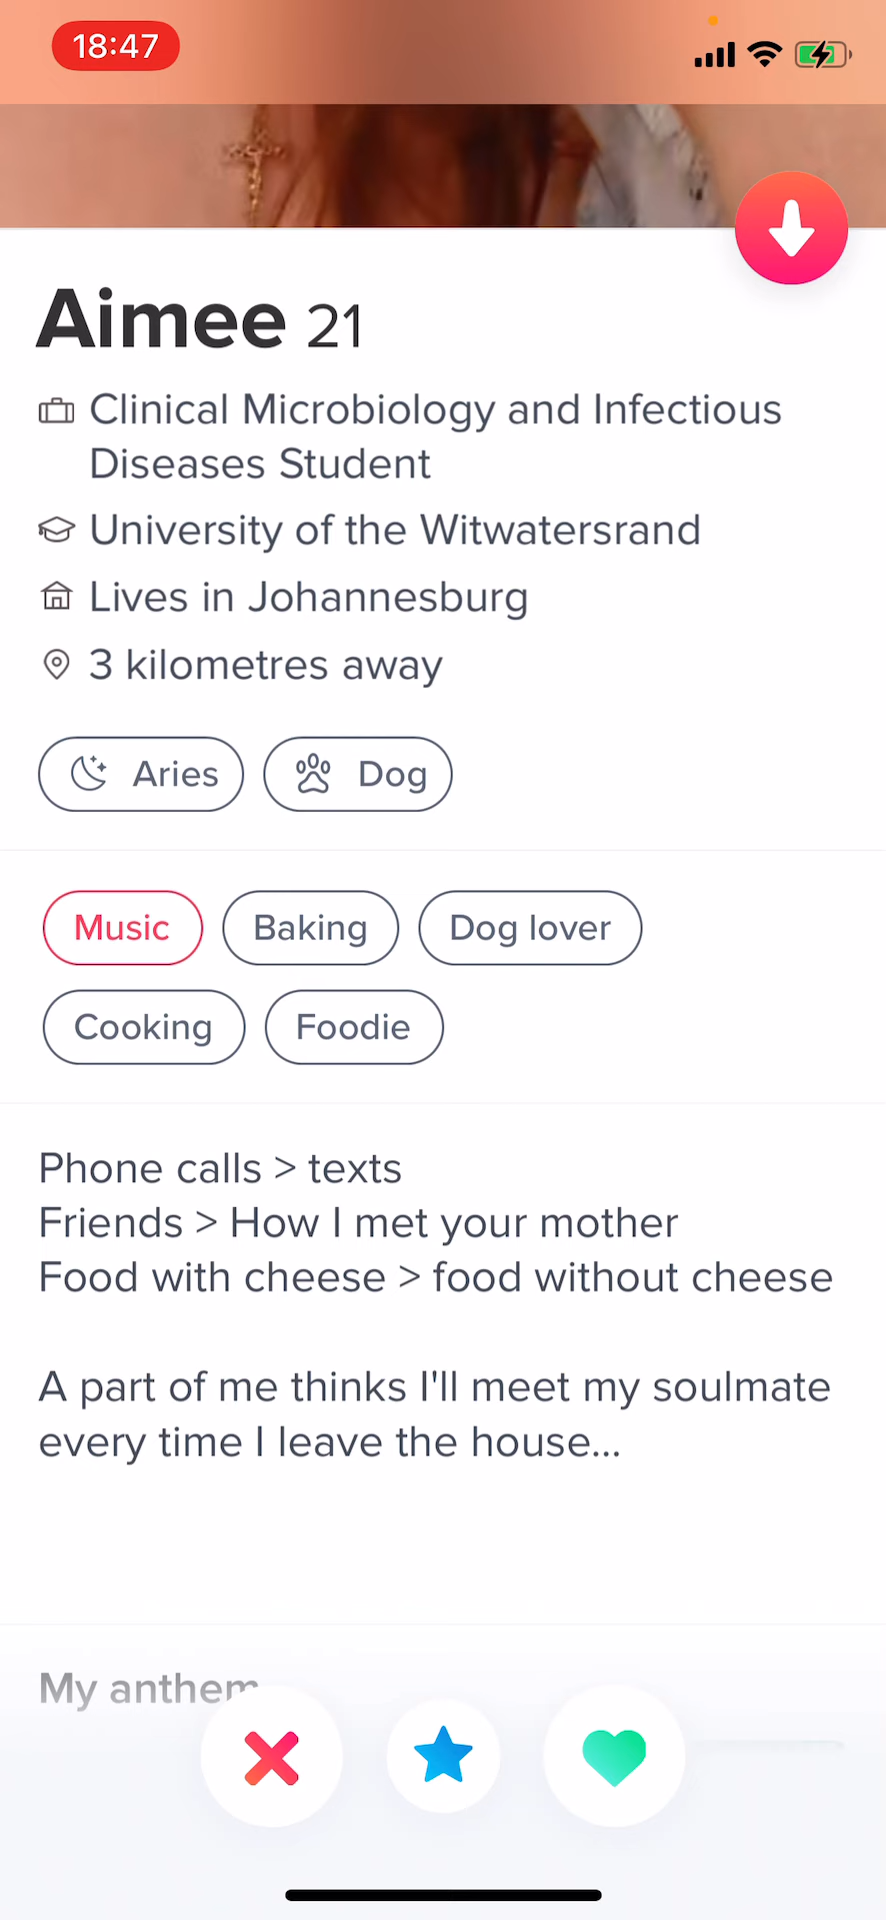 18:47
Aimee 21
Clinical Microbiology and Infectious
Diseases Student
University of the Witwatersrand
Lives in Johannesburg
3 kilometres away
Aries Dog
Music Baking Dog lover
Cooking Foodie
Phone calls > texts
Friends > How I met your mother
Food with cheese > food without cheese
A part of me thinks I'll meet my soulmate
every time I leave the house...
My anthem